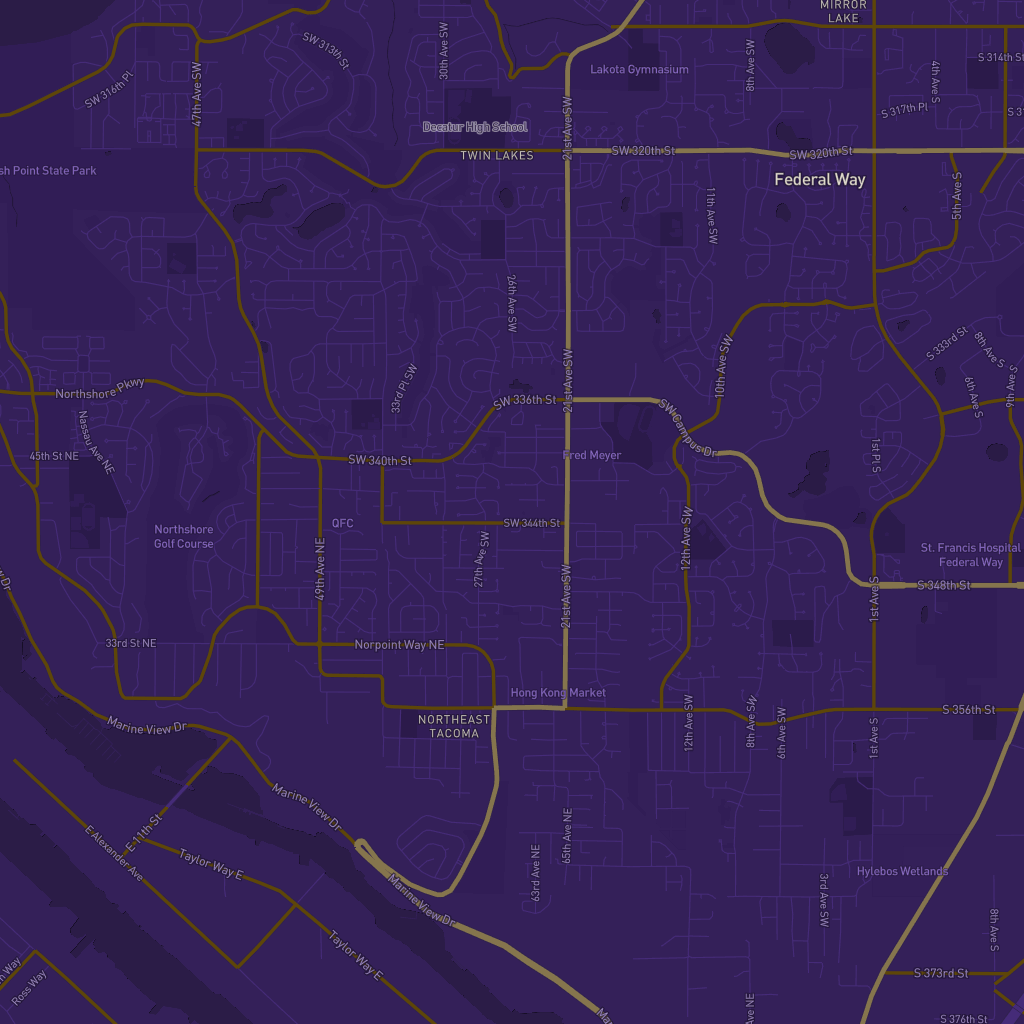 MIRROR
LAKE
SW 313th St
30th Ave SW
S 314th St
Lakota Gymnasium
8th Ave SW
4th Ave S
SW 316th Pl
47th Ave SW
S 317th Pl
21st Ave SW
Decatur High School
TWIN LAKES
SW 320th St
SW 320th St
sh Point State Park
Federal Way
5th Ave S
11th Ave SW
26th Ave SW
S 333rd St
8th Ave S
Northshore Pkwy
33rd Pl SW
21st Ave SW
10th Ave SW
6th Ave S
9th Ave S
SW 336th St
SW Campus Dr
Nassau Ave NE
45th St NE
SW 340th St
Fred Meyer
1st Pl S
Northshore
Golf Course
QFC
SW 344th St
12th Ave SW
St. Francis Hospital
Federal Way
27th Ave SW
49th Ave NE
21st Ave SW
S 348th St
1st Ave S
33rd St NE
Norpoint Way NE
Hong Kong Market
S 356th St
NORTHEAST
TACOMA
Marine View Dr
12th Ave SW
8th Ave SW
6th Ave SW
1st Ave S
Marine View Dr
E 11th St
E Alexander Ave
Taylor Way E
65th Ave NE
63rd Ave NE
Hylebos Wetlands
3rd Ave SW
Marine View Dr
8th Ave S
Taylor Way E
Ross Way
S 373rd St
S 376th St